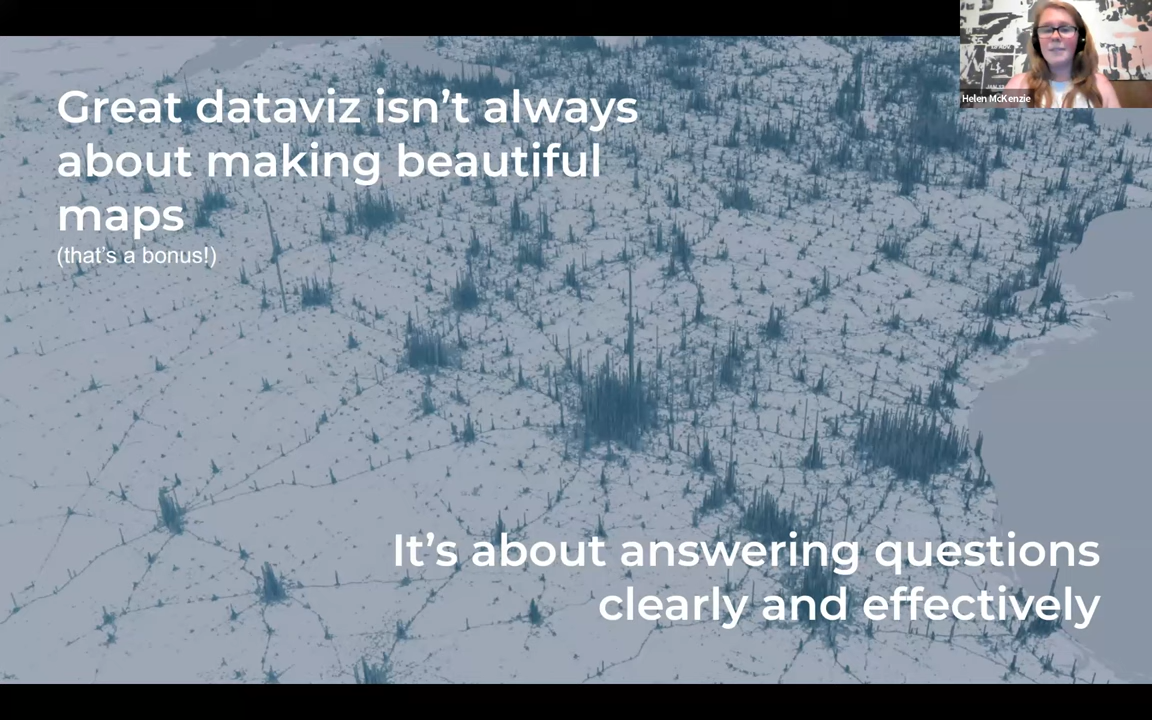 Great dataviz isn't always
about making beautiful
maps
(that's a bonus!)
It's about answering questions
clearly and effectively
Helen McKenzie